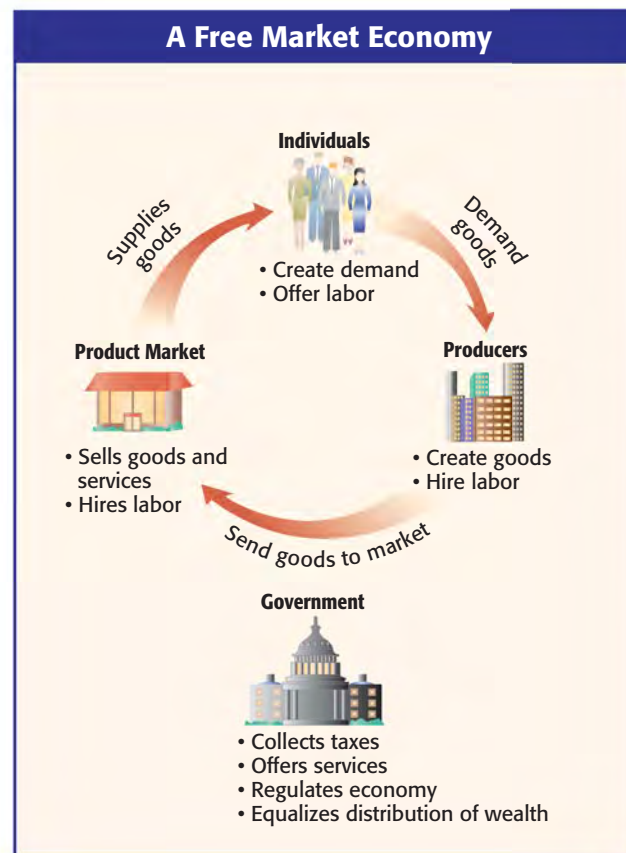 A Free Market Economy
Individuals
• Create demand
• Offer labor
Demand
goods
Producers
• Create goods
• Hire labor
Send goods to market
Product Market
• Sells goods and
services
• Hires labor
Supplies
goods
Government
• Collects taxes
• Offers services
• Regulates economy
• Equalizes distribution of wealth